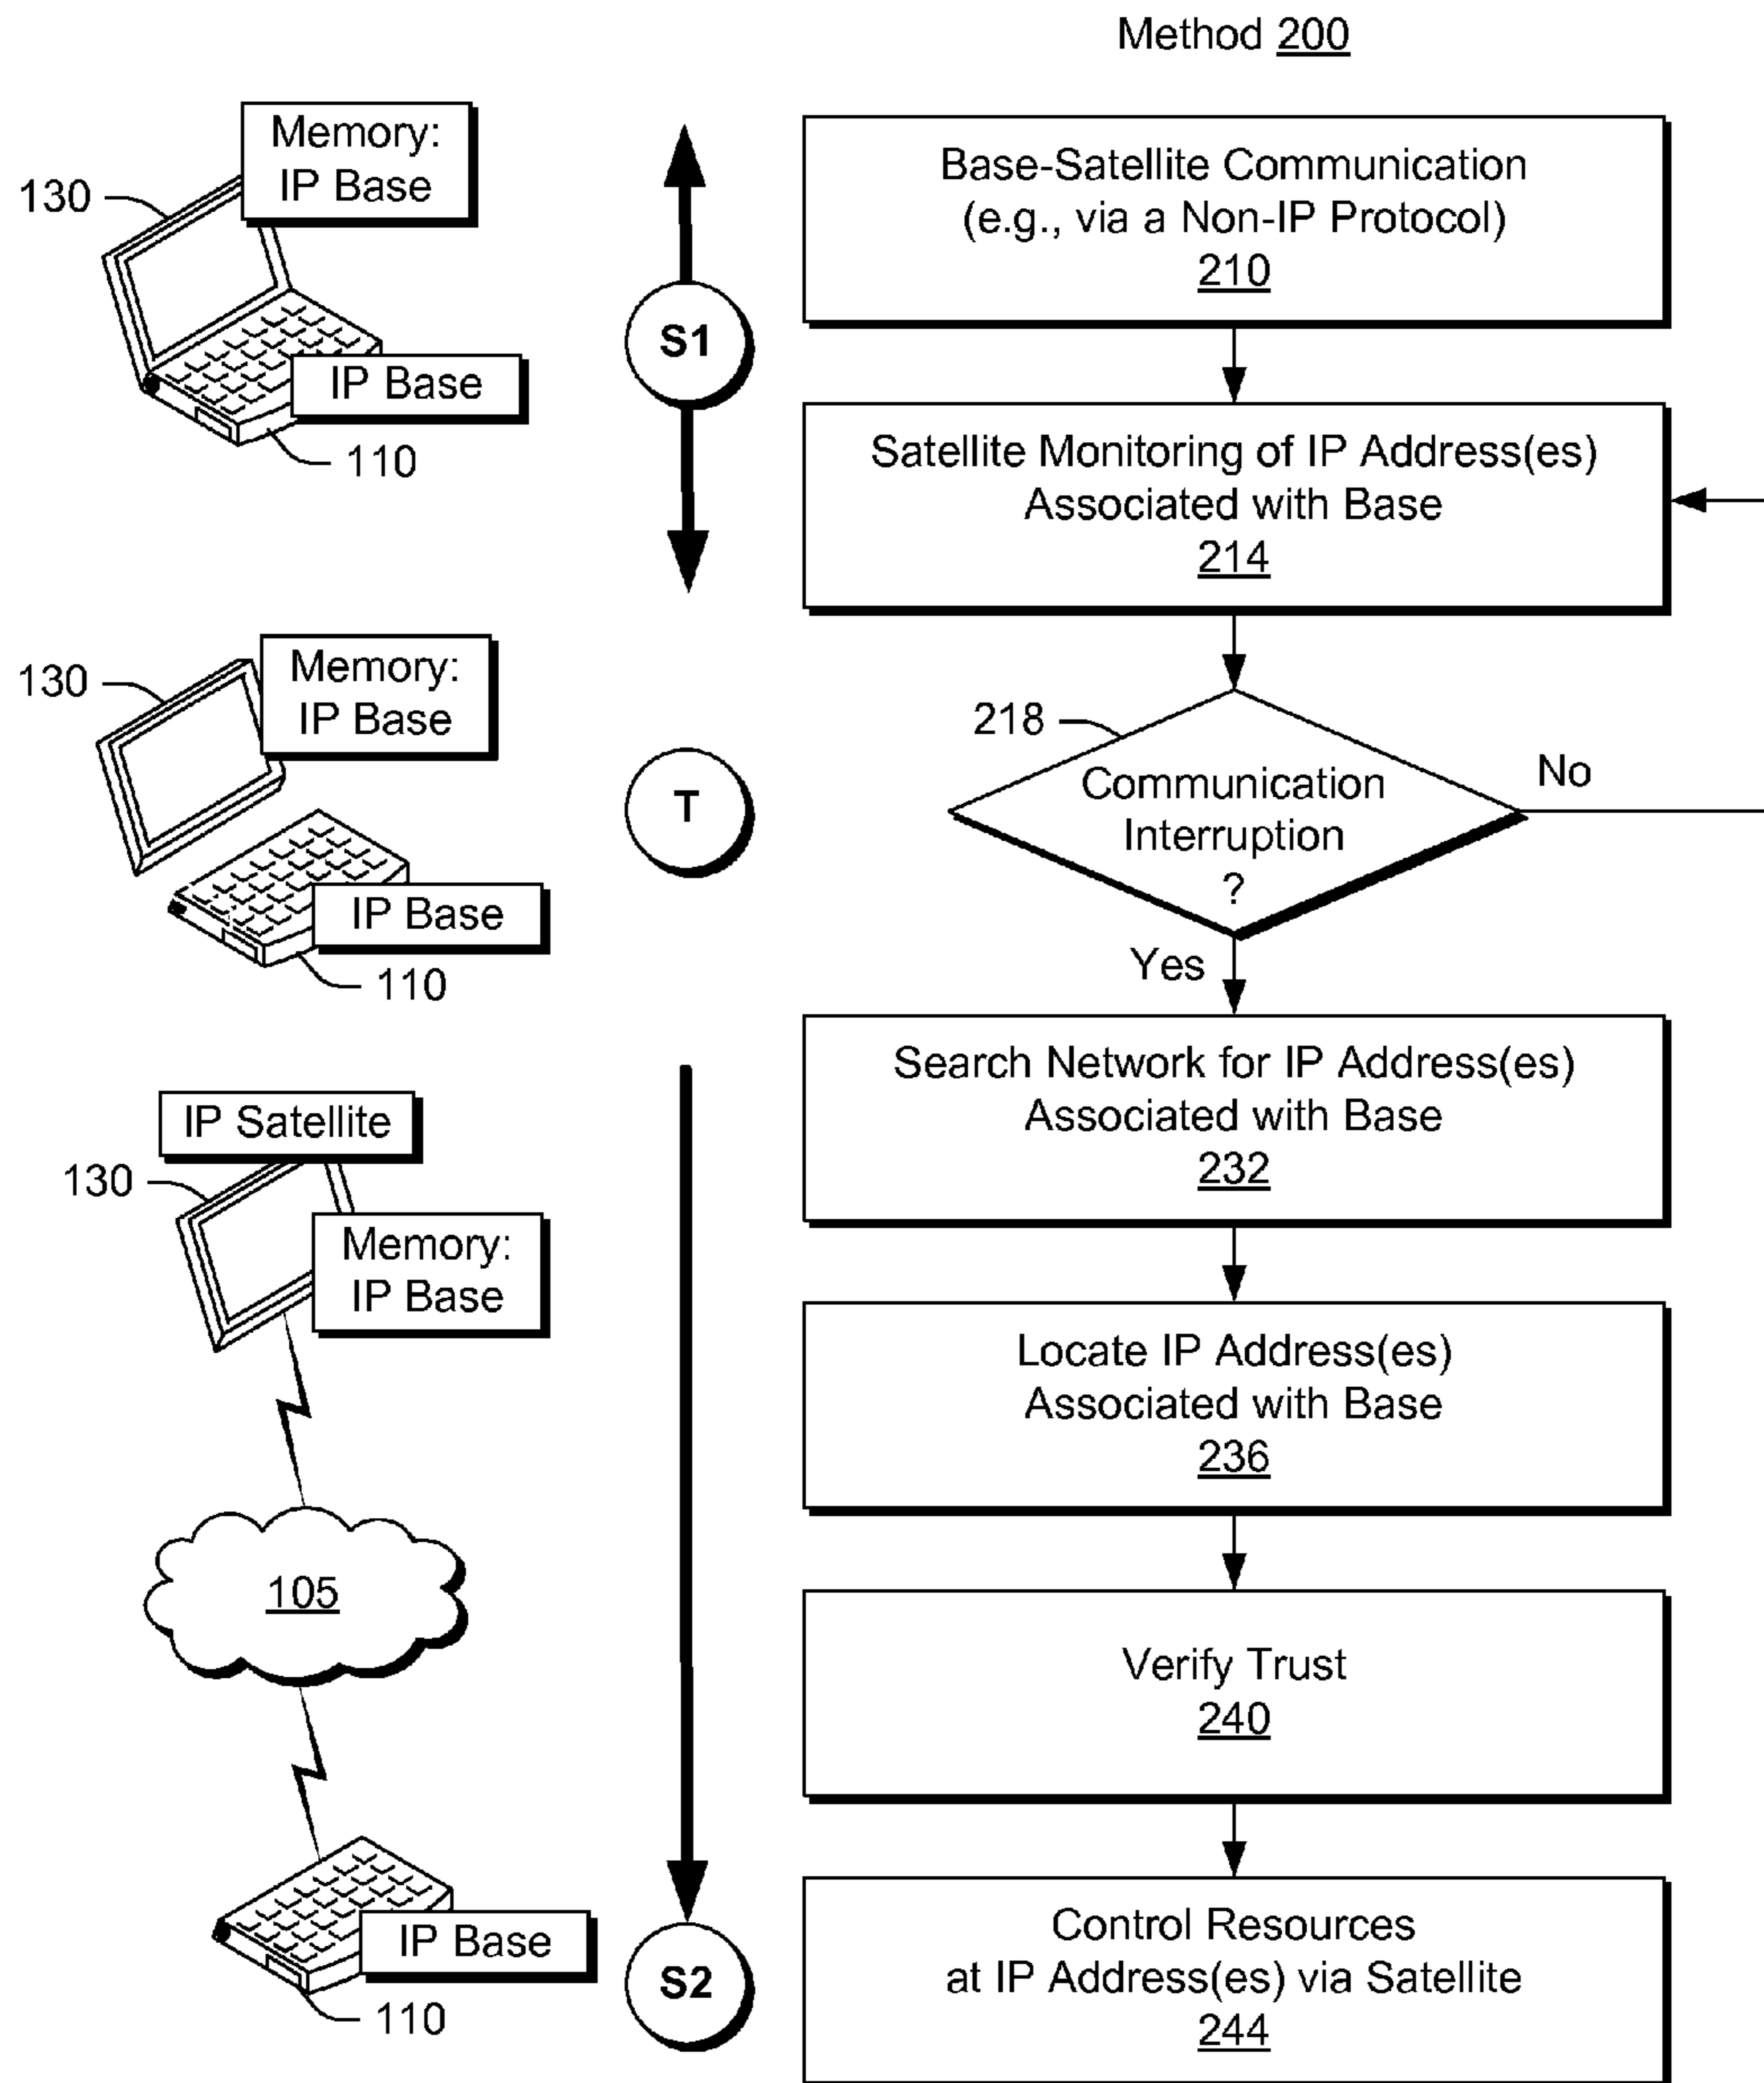 Method 200
Memory:
IP Base
130
IP Base
110
S1
Base-Satellite Communication
(e.g., via a Non-IP Protocol)
210
Satellite Monitoring of IP Address(es)
Associated with Base
214
Memory:
IP Base
130
IP Base
110
T
218
Communication
Interruption
?
No
Yes
IP Satellite
130
Memory:
IP Base
105
IP Base
110
S2
Search Network for IP Address(es)
Associated with Base
232
Locate IP Address(es)
Associated with Base
236
Verify Trust
240
Control Resources
at IP Address(es) via Satellite
244